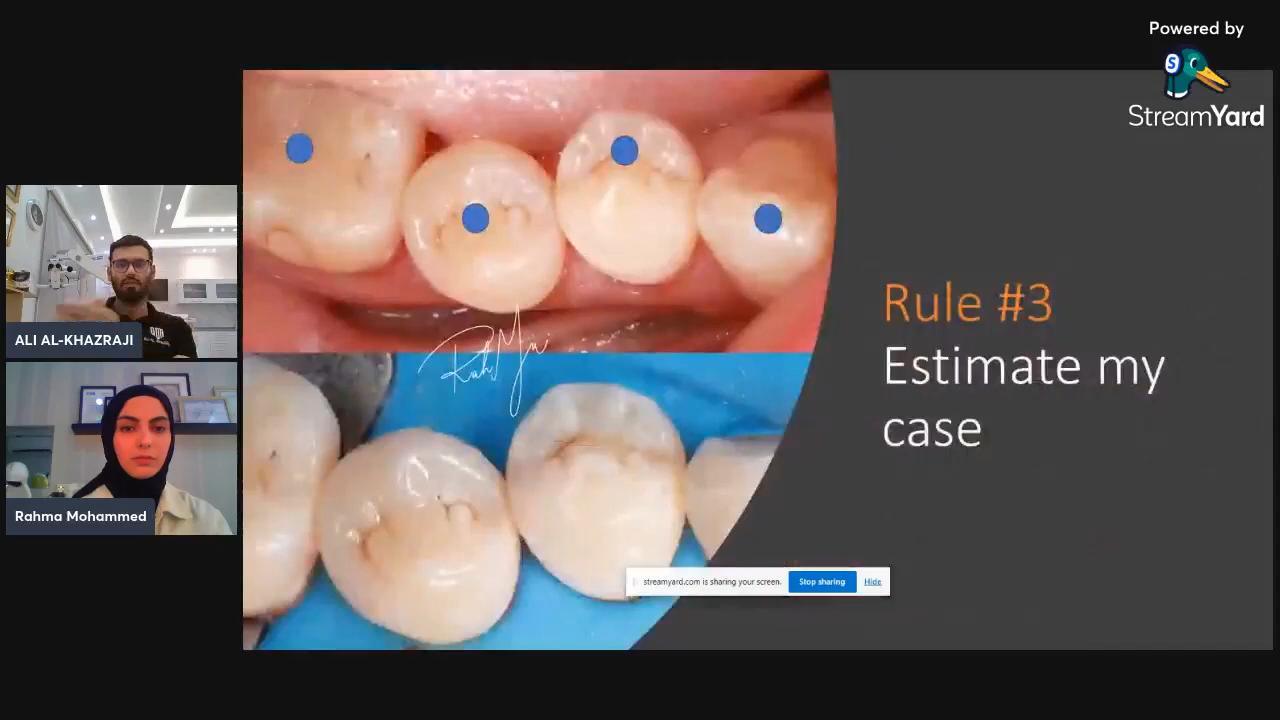 Powered by
S
StreamYard
ALI AL-KHAZRAJI
Rahma Mohammed
Rule #3
Estimate my
case
streamyard.com is sharing your screen. Stop sharing Hide